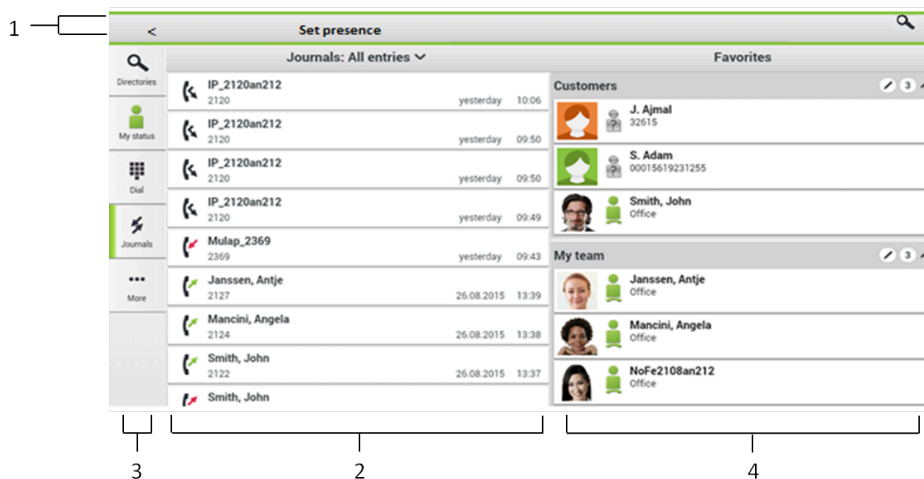 1
< Set presence
Journals: All entries
Favorites
Directories
My status
Dial
Journals
More
IP_2120an212
2120 yesterday 10:06
IP_2120an212
2120 yesterday 09:50
IP_2120an212
2120 yesterday 09:50
IP_2120an212
2120 yesterday 09:49
Mulap_2369
2369 yesterday 09:43
Janssen, Antje
2127 26.08.2015 13:39
Mancini, Angela
2124 26.08.2015 13:38
Smith, John
2122 26.08.2015 13:37
Smith, John
Customers 3
J. Ajmal
32615
S. Adam
00015619231255
Smith, John
Office
My team 3
Janssen, Antje
Office
Mancini, Angela
Office
NoFe2108an212
Office
3 2 4